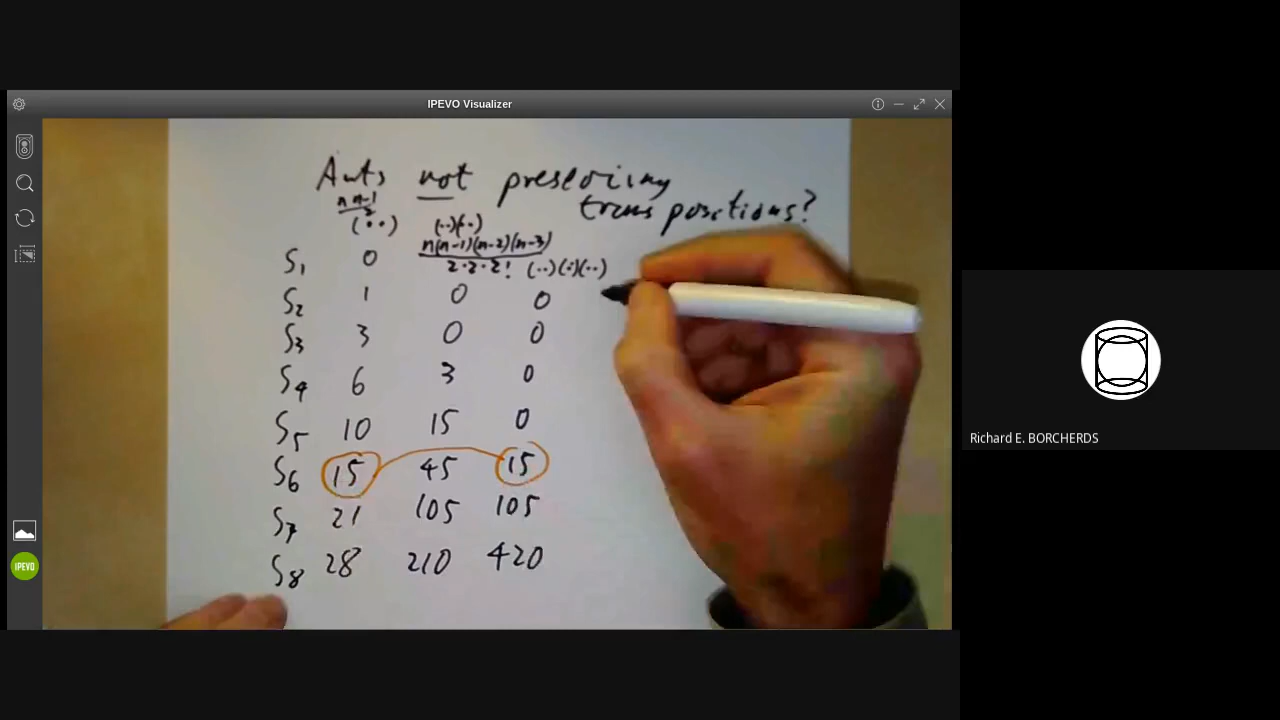 IPEVO Visualizer
Auts not preserving
transpositions?
n n-1
2
(··) (··)(··)
n(n-1)(n-2)(n-3)
2·2·2! (··)(··)(··)
S1 0
S2 1 0 0
S3 3 0 0
S4 6 3 0
S5 10 15 0
S6 15 45 15
S7 21 105 105
S8 28 210 420
IPEVO
Richard E. BORCHERDS